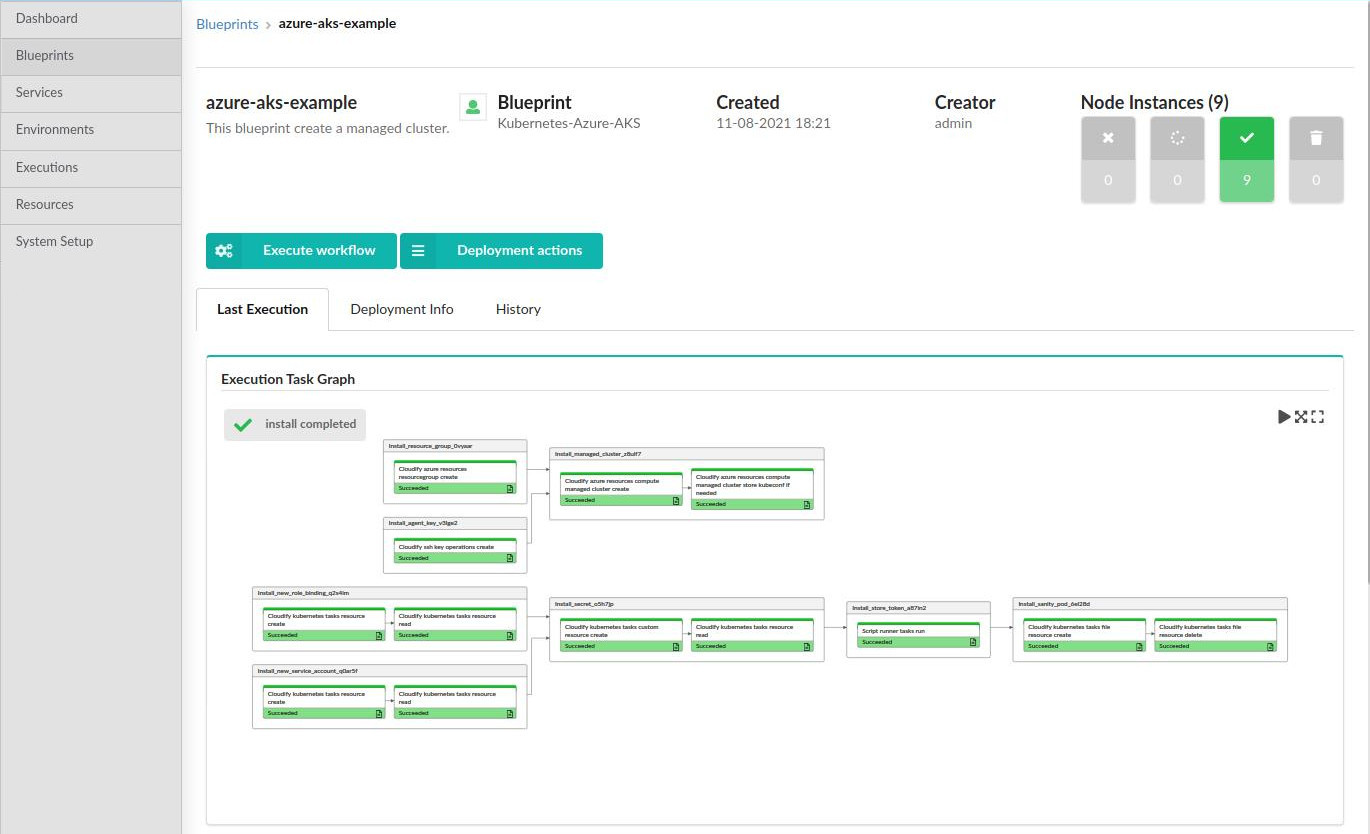 Dashboard
Blueprints
Services
Environments
Executions
Resources
System Setup
Blueprints › azure-aks-example
azure-aks-example
This blueprint create a managed cluster.
Blueprint
Kubernetes-Azure-AKS
Created
11-08-2021 18:21
Creator
admin
Node Instances (9)
0
0
9
0
Execute workflow
Deployment actions
Last Execution
Deployment Info
History
Execution Task Graph
install completed
Install_resource_group_0vyaar
Cloudify azure resources
resourcegroup create
Succeeded
Install_managed_cluster_z8ulf7
Cloudify azure resources compute
managed cluster create
Succeeded
Cloudify azure resources compute
managed cluster store kubeconf if
needed
Succeeded
Install_agent_key_v3lge2
Cloudify ssh key operations create
Succeeded
Install_new_role_binding_q2s4lm
Cloudify kubernetes tasks resource
create
Succeeded
Cloudify kubernetes tasks resource
read
Succeeded
Install_secret_o5h7jp
Cloudify kubernetes tasks custom
resource create
Succeeded
Cloudify kubernetes tasks resource
read
Succeeded
Install_store_token_a87in2
Script runner tasks run
Succeeded
Install_sanity_pod_6el28d
Cloudify kubernetes tasks file
resource create
Succeeded
Cloudify kubernetes tasks file
resource delete
Succeeded
Install_new_service_account_q0ar5f
Cloudify kubernetes tasks resource
create
Succeeded
Cloudify kubernetes tasks resource
read
Succeeded